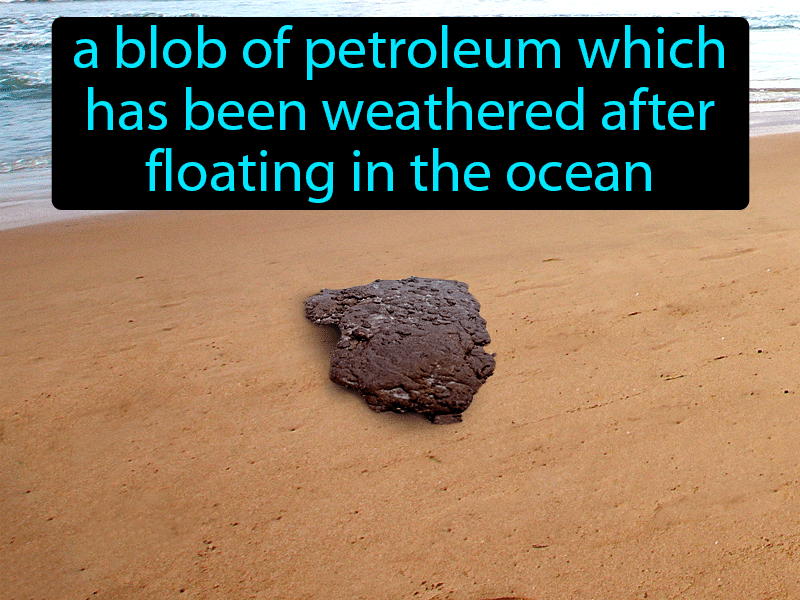 a blob of petroleum which
has been weathered after
floating in the ocean